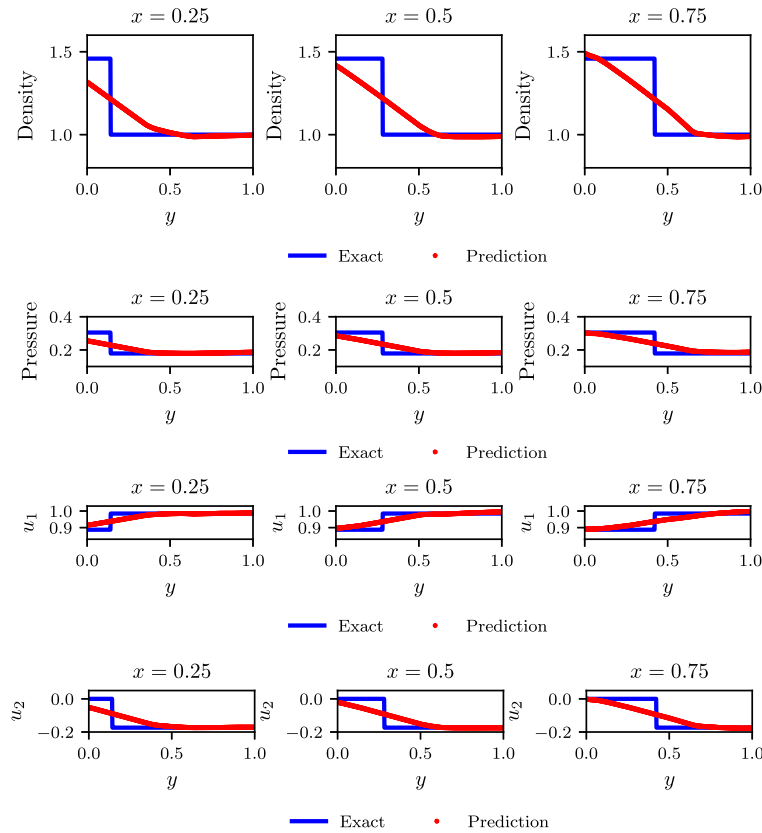 x = 0.25 x = 0.5 x = 0.75
Density 1.5 1.0 Density 1.5 1.0 Density 1.5 1.0
0.0 0.5 1.0 0.0 0.5 1.0 0.0 0.5 1.0
y y y
Exact Prediction
x = 0.25 x = 0.5 x = 0.75
Pressure 0.4 0.2 Pressure 0.4 0.2 Pressure 0.4 0.2
0.0 0.5 1.0 0.0 0.5 1.0 0.0 0.5 1.0
y y y
Exact Prediction
x = 0.25 x = 0.5 x = 0.75
u₁ 1.0 0.9 u₁ 1.0 0.9 u₁ 1.0 0.9
0.0 0.5 1.0 0.0 0.5 1.0 0.0 0.5 1.0
y y y
Exact Prediction
x = 0.25 x = 0.5 x = 0.75
u₂ 0.0 −0.2 u₂ 0.0 −0.2 u₂ 0.0 −0.2
0.0 0.5 1.0 0.0 0.5 1.0 0.0 0.5 1.0
y y y
Exact Prediction